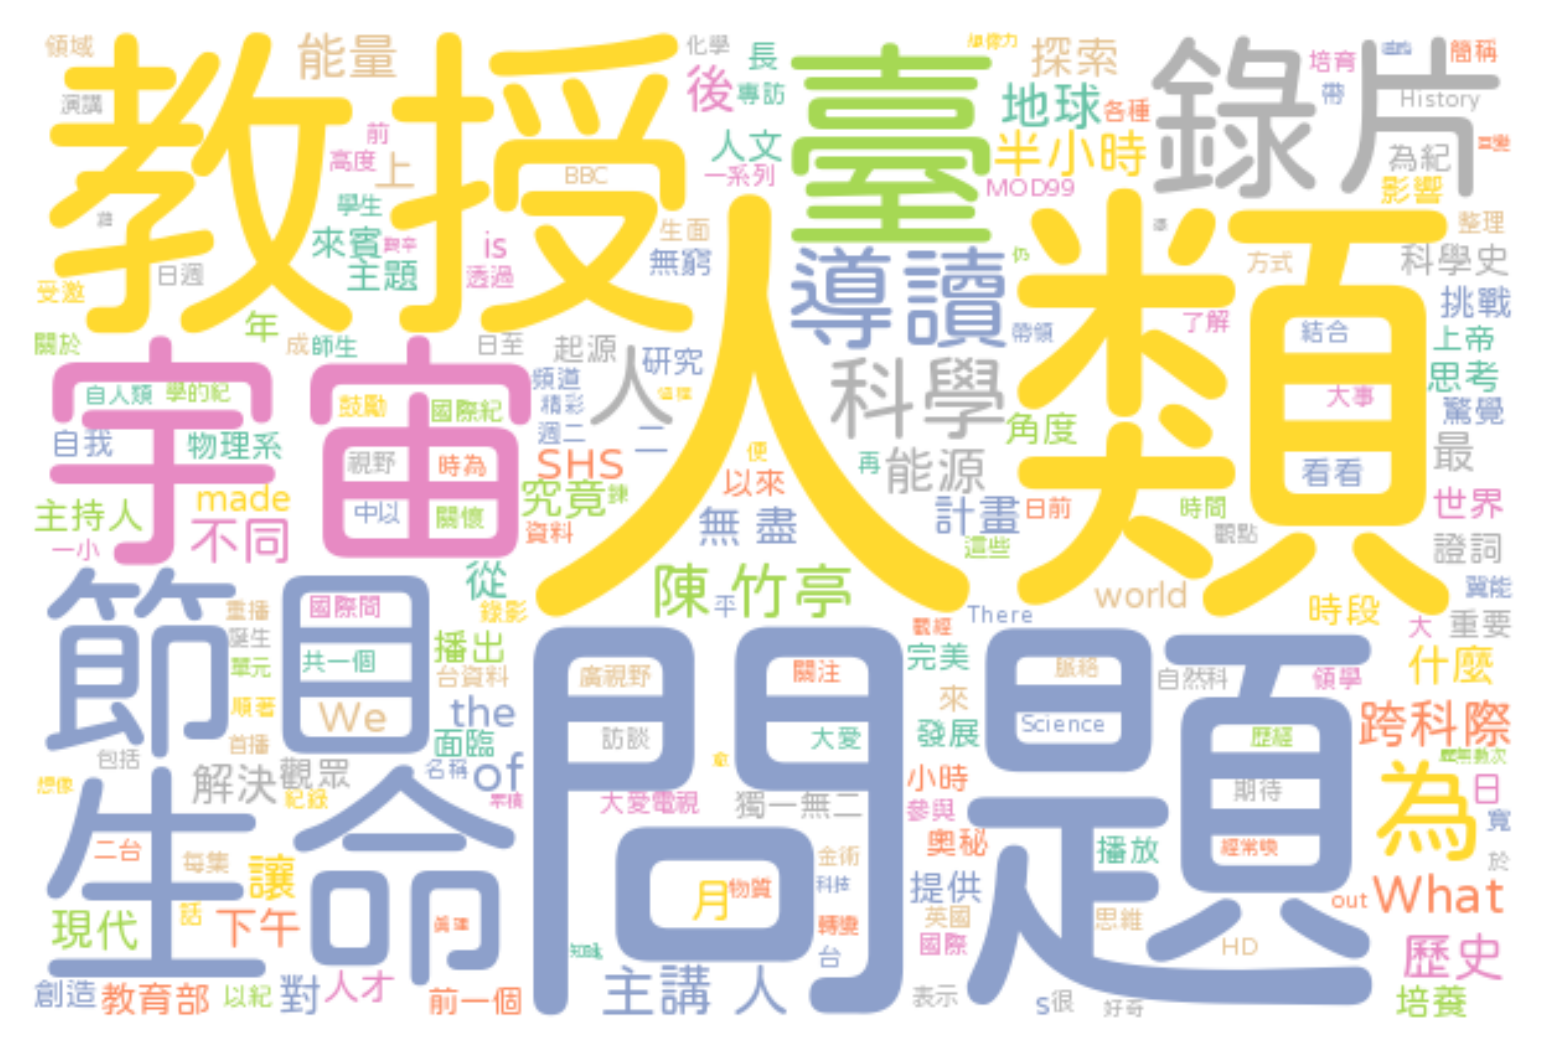 領域
能量
化學
長
想像力
探索
培育
簡稱
教授
臺
錄片
演講
後
專訪
地球
各種
帶
History
前
高度
上
BBC
人文
一系列
半小時
MOD99
為紀
影響
學生
來賓
艱辛
is
生面
無窮
導讀
仍
方式
整理
科學史
日週
主題
透過
人類
受邀
挑戰
關於
年
成
師生
日至
起源
人
研究
帶領
了解
結合
上帝
宇宙
自人類
學的紀
頻道
科學
大事
思考
鼓勵
國際紀
精彩
驚覺
自我
物理系
週二
二
角度
視野
時為
SHS
便
再
能源
看看
最
主持人
made
中以
關懷
究竟
以來
計畫
日前
時間
世界
不同
資料
無 盡
這些
觀點
證詞
一小
從
陳 竹亭
平
world
冀能
節目
重播
國際間
錄影
There
時段
大
重要
誕生
播出
觀經
完美
單元
共一個
台資料
問題
廣視野
關注
脈絡
自然科
領學
什麼
順著
We
the
來
首播
面臨
訪談
大愛
發展
Science
歷經
跨科際
包括
解決
觀眾
名稱
of
小時
期待
想像
紀錄
大愛電視
獨一無二
參與
為
日
生命
二台
奧秘
播放
經常喚
寬
每集
讓
金術
於
月
物質
科技
提供
現代
話
下午
英國
思維
out
What
轉變
國際
HD
歷史
台
創造
教育部
以紀
對
人才
前一個
主講 人
表示
s很
好奇
培養